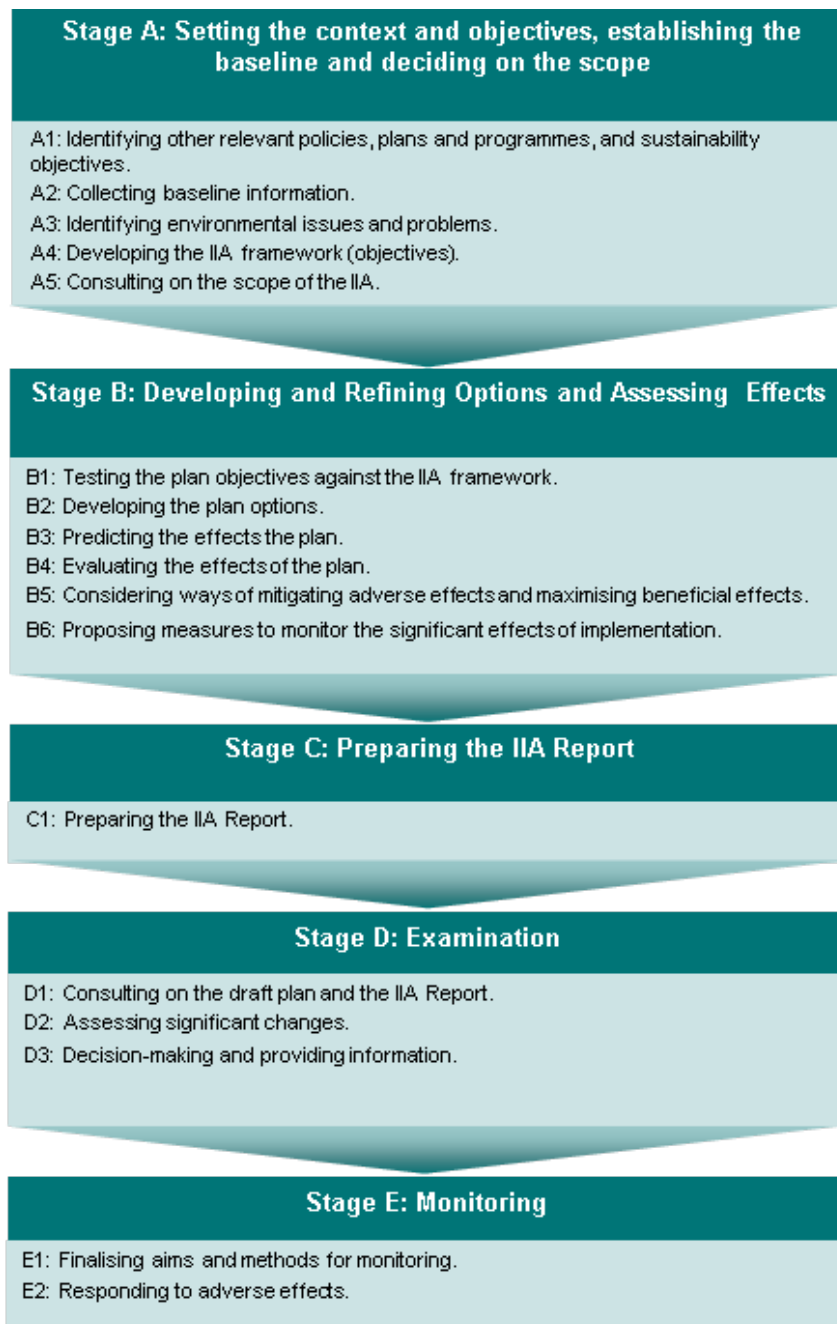 Stage A: Setting the context and objectives, establishing the
baseline and deciding on the scope
A1: Identifying other relevant policies, plans and programmes, and sustainability
objectives.
A2: Collecting baseline information.
A3: Identifying environmental issues and problems.
A4: Developing the IIA framework (objectives).
A5: Consulting on the scope of the IIA.
Stage B: Developing and Refining Options and Assessing Effects
B1: Testing the plan objectives against the IIA framework.
B2: Developing the plan options.
B3: Predicting the effects the plan.
B4: Evaluating the effects of the plan.
B5: Considering ways of mitigating adverse effects and maximising beneficial effects.
B6: Proposing measures to monitor the significant effects of implementation.
Stage C: Preparing the IIA Report
C1: Preparing the IIA Report.
Stage D: Examination
D1: Consulting on the draft plan and the IIA Report.
D2: Assessing significant changes.
D3: Decision-making and providing information.
Stage E: Monitoring
E1: Finalising aims and methods for monitoring.
E2: Responding to adverse effects.